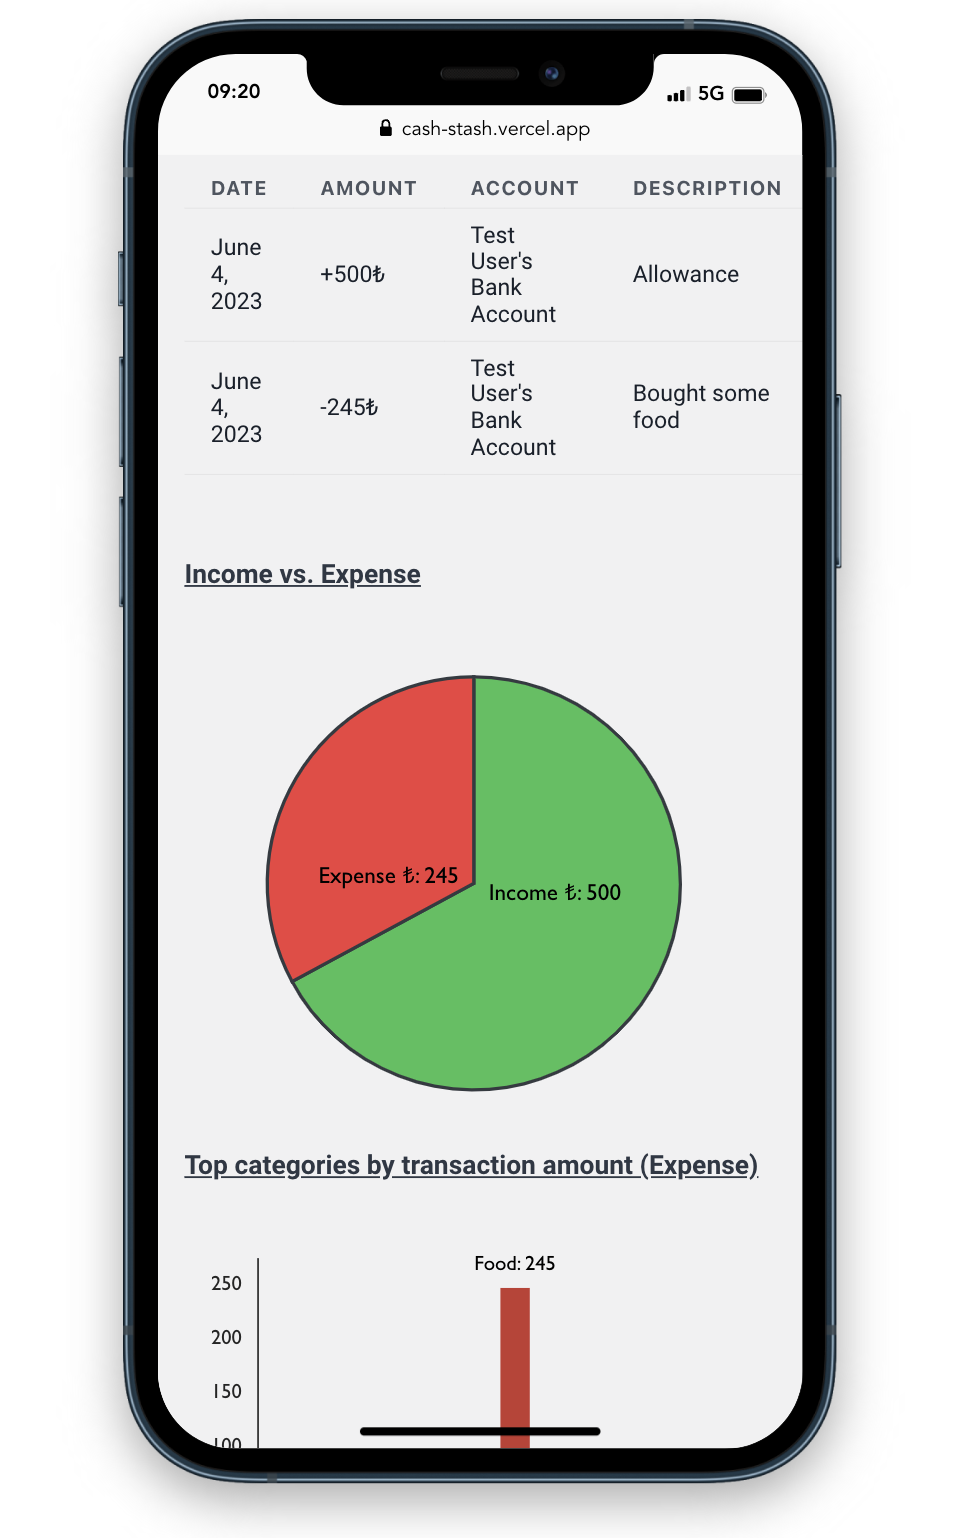 09:20
5G
cash-stash.vercel.app
DATE AMOUNT ACCOUNT DESCRIPTION
June
4,
2023
+500₺
Test
User's
Bank
Account
Allowance
June
4,
2023
-245₺
Test
User's
Bank
Account
Bought some
food
Income vs. Expense
Expense ₺: 245
Income ₺: 500
Top categories by transaction amount (Expense)
Food: 245
250
200
150
100